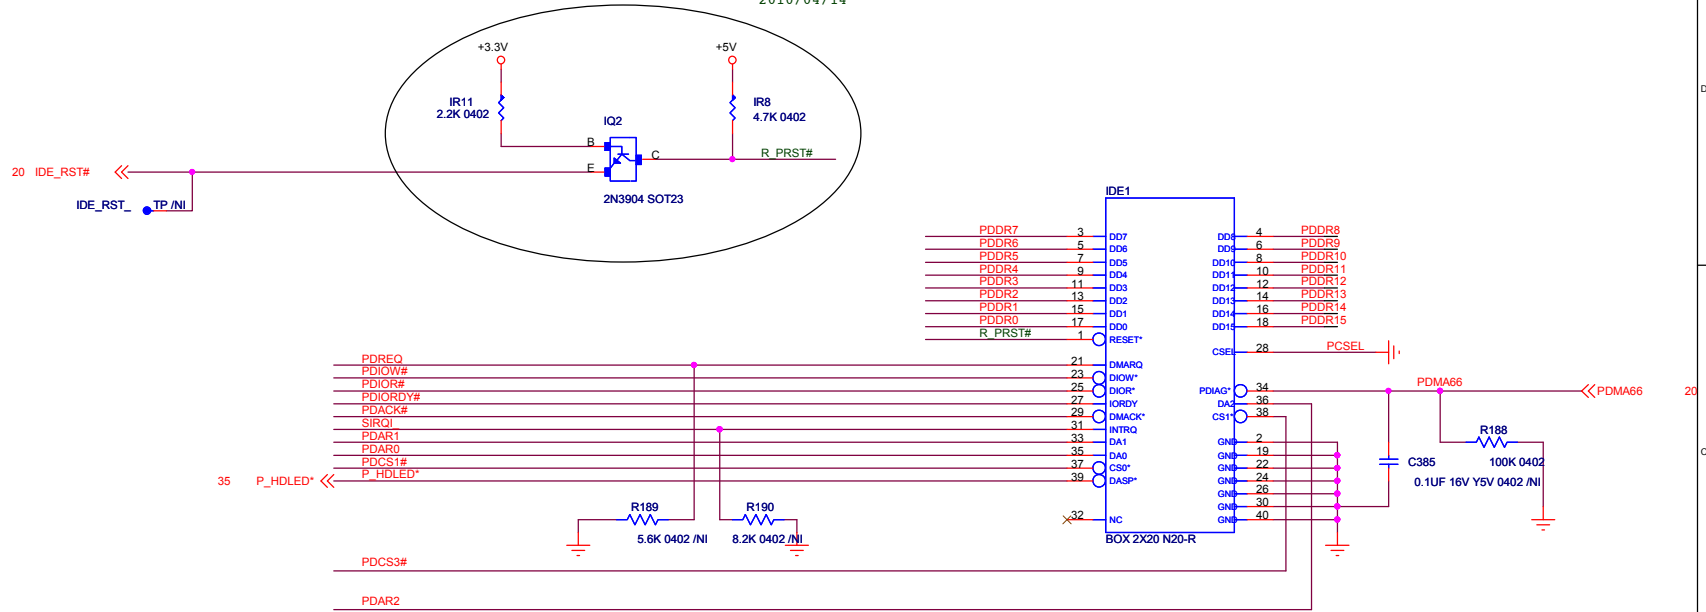 2010/04/14
+3.3V
+5V
IR11
2.2K 0402
IR8
4.7K 0402
IQ2
B
C
E
R_PRST#
2N3904 SOT23
20 IDE_RST#
IDE_RST_ TP /NI
D
IDE1
PDDR7 3 DD7 DD8 4 PDDR8
PDDR6 5 DD6 DD9 6 PDDR9
PDDR5 7 DD5 DD10 8 PDDR10
PDDR4 9 DD4 DD11 10 PDDR11
PDDR3 11 DD3 DD12 12 PDDR12
PDDR2 13 DD2 DD13 14 PDDR13
PDDR1 15 DD1 DD14 16 PDDR14
PDDR0 17 DD0 DD15 18 PDDR15
R_PRST# 1 RESET*
CSEL 28 PCSEL
PDREQ 21 DMARQ
PDIOW# 23 DIOW*
PDIOR# 25 DIOR* PDIAG* 34 PDMA66 PDMA66 20
PDIORDY# 27 IORDY DA2 36
PDACK# 29 DMACK* CS1* 38
SIRQI_ 31 INTRQ
PDAR1 33 DA1 GND 2
PDAR0 35 DA0 GND 19
PDCS1# 37 CS0* GND 22
35 P_HDLED* P_HDLED* 39 DASP* GND 24
GND 26
GND 30
32 NC GND 40
BOX 2X20 N20-R
R188
100K 0402
C385
0.1UF 16V Y5V 0402 /NI
C
R189
5.6K 0402 /NI
R190
8.2K 0402 /NI
PDCS3#
PDAR2